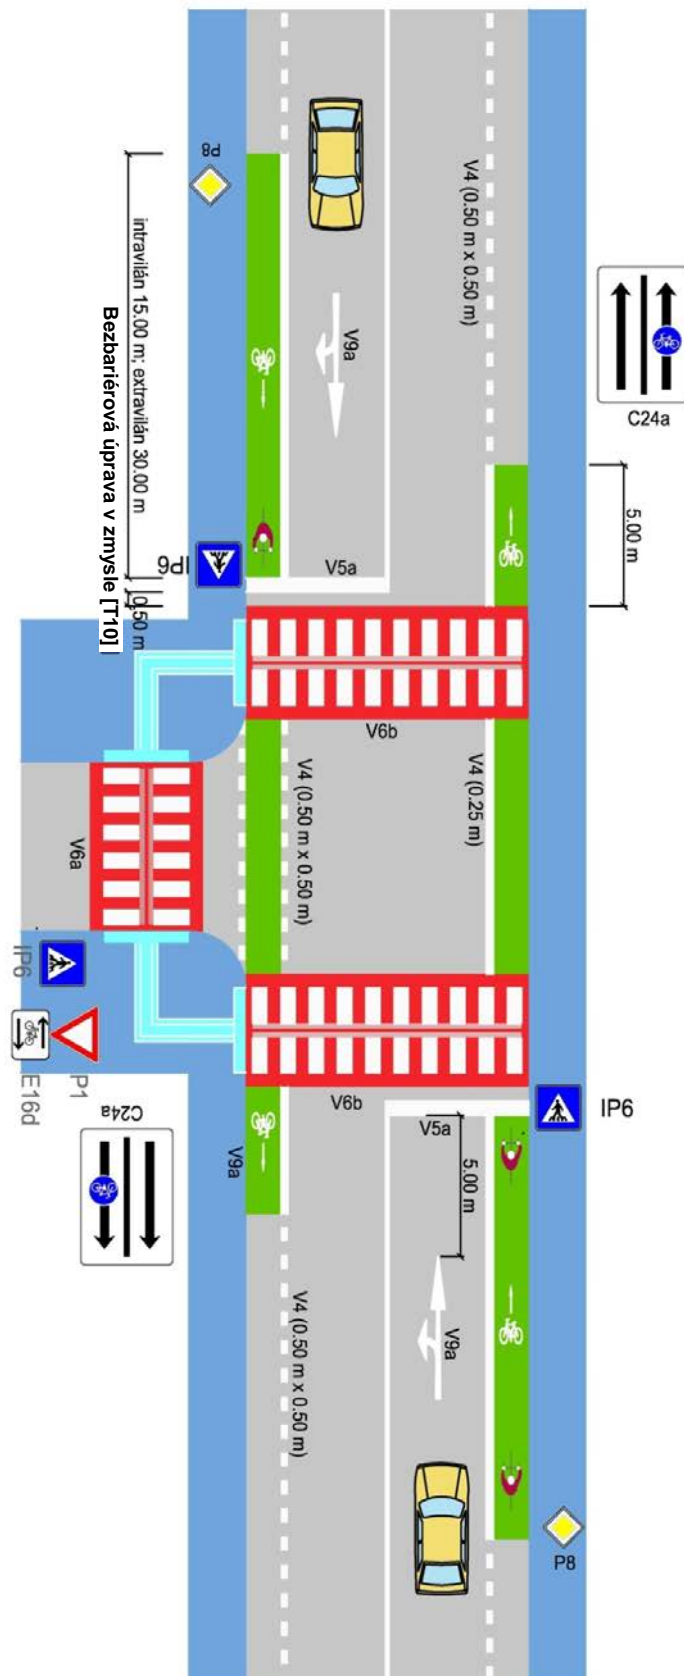 P8
V4 (0.50 m x 0.50 m)
V9a
C24a
intravilán 15.00 m; extravilán 30.00 m
Bezbariérová úprava v zmysle [T10]
5.00 m
IP6
V5a
0.50 m
V6b
V4 (0.50 m x 0.50 m)
V4 (0.25 m)
V6a
IP6
P1
E16d
C24a
V6b
V9a
V5a
IP6
5.00 m
V4 (0.50 m x 0.50 m)
V9a
P8